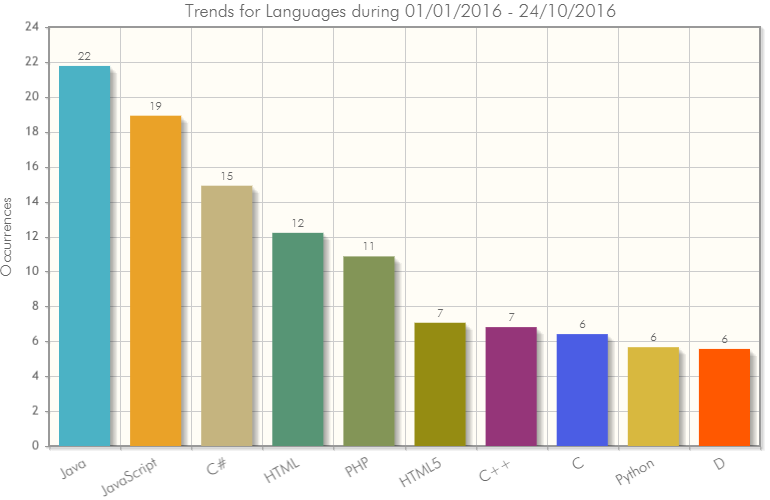 Trends for Languages during 01/01/2016 - 24/10/2016
Occurrences
24
22
20
18
16
14
12
10
8
6
4
2
0
22
19
15
12
11
7
7
6
6
6
Java
JavaScript
C#
HTML
PHP
HTML5
C++
C
Python
D